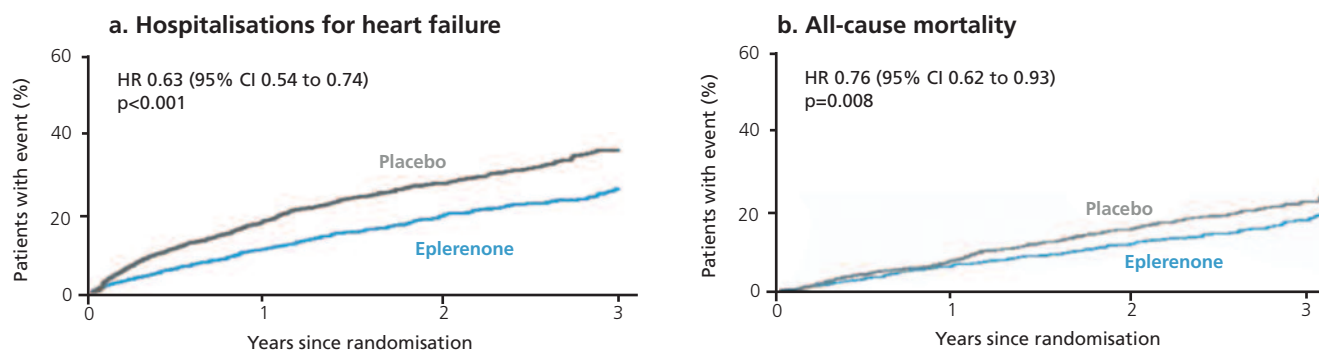 a. Hospitalisations for heart failure
60
40
20
0
Patients with event (%)
HR 0.63 (95% CI 0.54 to 0.74)
p<0.001
Placebo
Eplerenone
0 1 2 3
Years since randomisation
b. All-cause mortality
60
40
20
0
Patients with event (%)
HR 0.76 (95% CI 0.62 to 0.93)
p=0.008
Placebo
Eplerenone
0 1 2 3
Years since randomisation